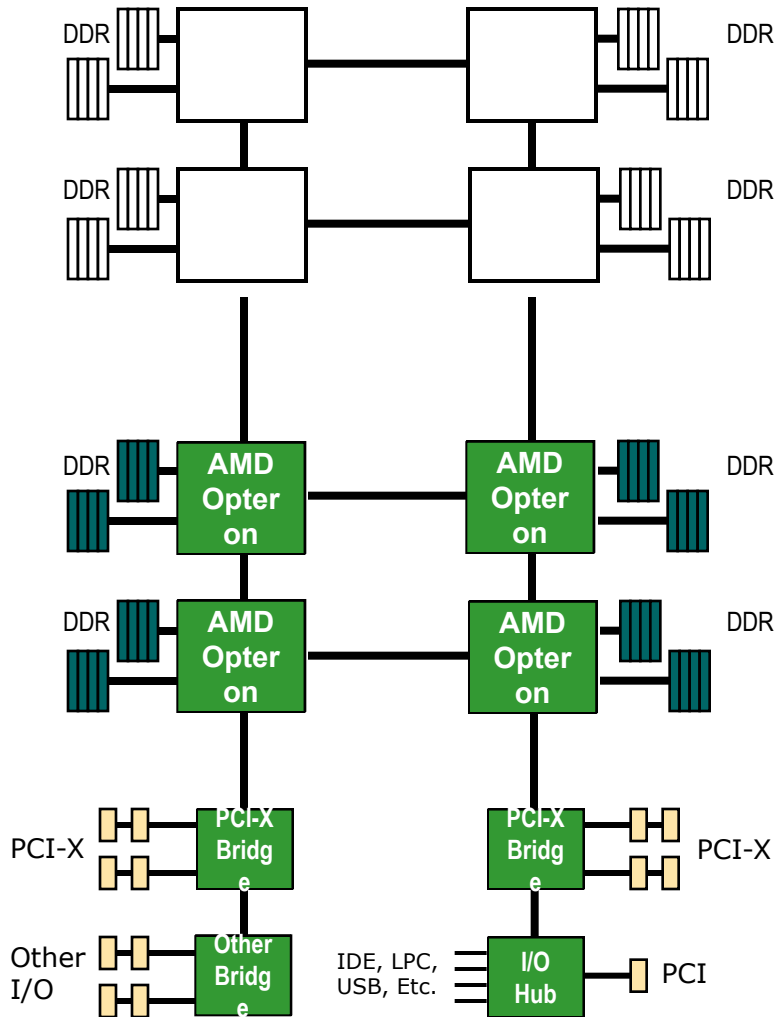 DDR
DDR
DDR
DDR
DDR
AMD
Opter
on
AMD
Opter
on
DDR
DDR
AMD
Opter
on
AMD
Opter
on
DDR
PCI-X
PCI-X
Bridg
e
PCI-X
Bridg
e
PCI-X
Other
I/O
Other
Bridg
e
IDE, LPC,
USB, Etc.
I/O
Hub
PCI